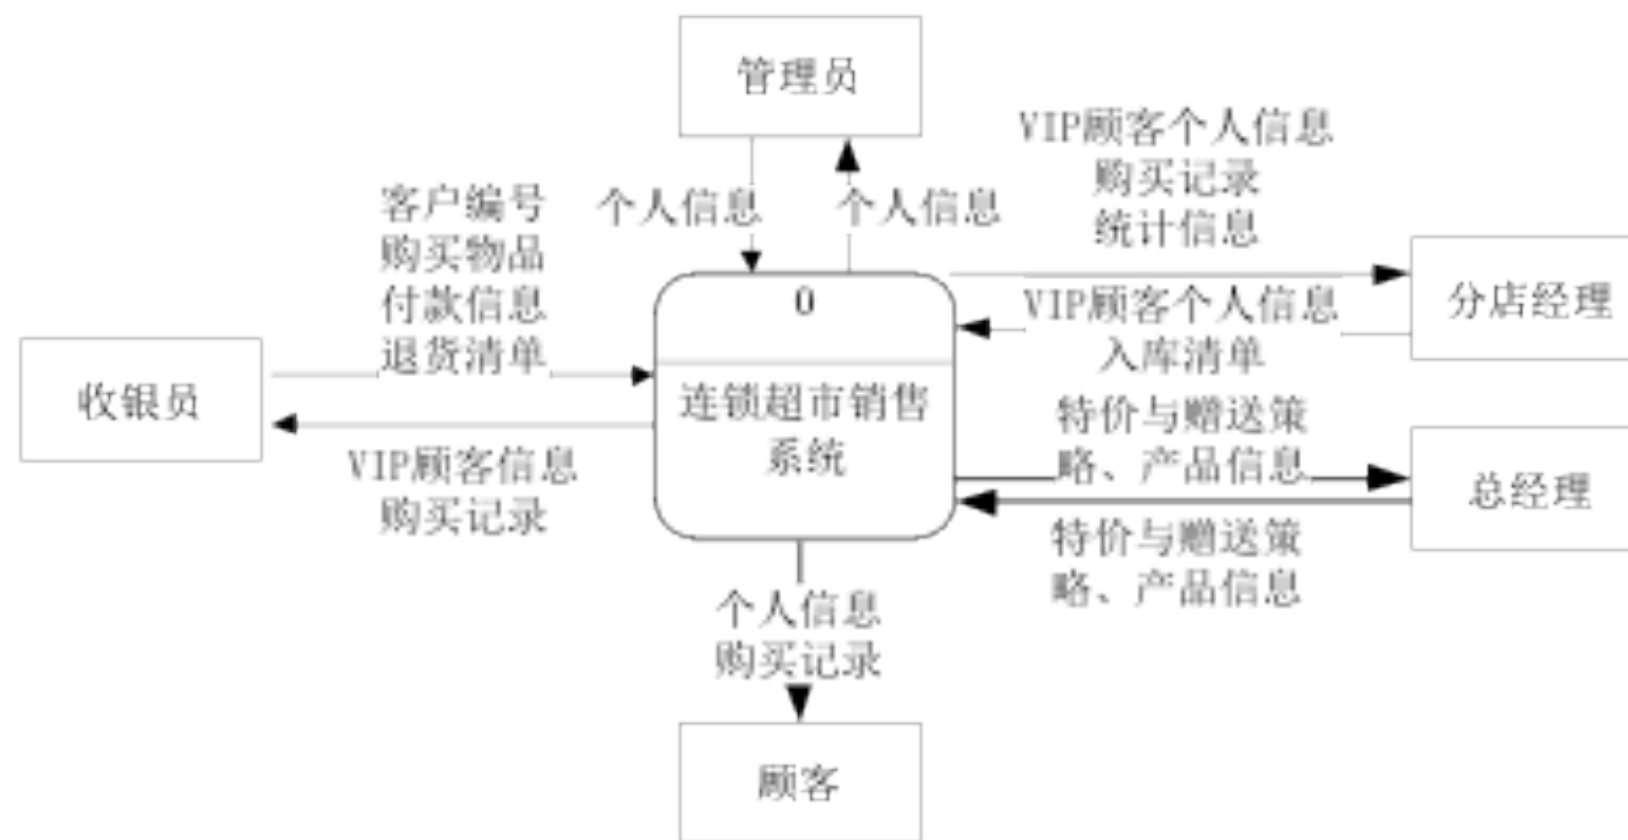 管理员
VIP顾客个人信息
购买记录
统计信息
客户编号
购买物品
付款信息
退货清单
个人信息
个人信息
分店经理
0
VIP顾客个人信息
入库清单
收银员
连锁超市销售
系统
特价与赠送策
略、产品信息
总经理
VIP顾客信息
购买记录
特价与赠送策
略、产品信息
个人信息
购买记录
顾客